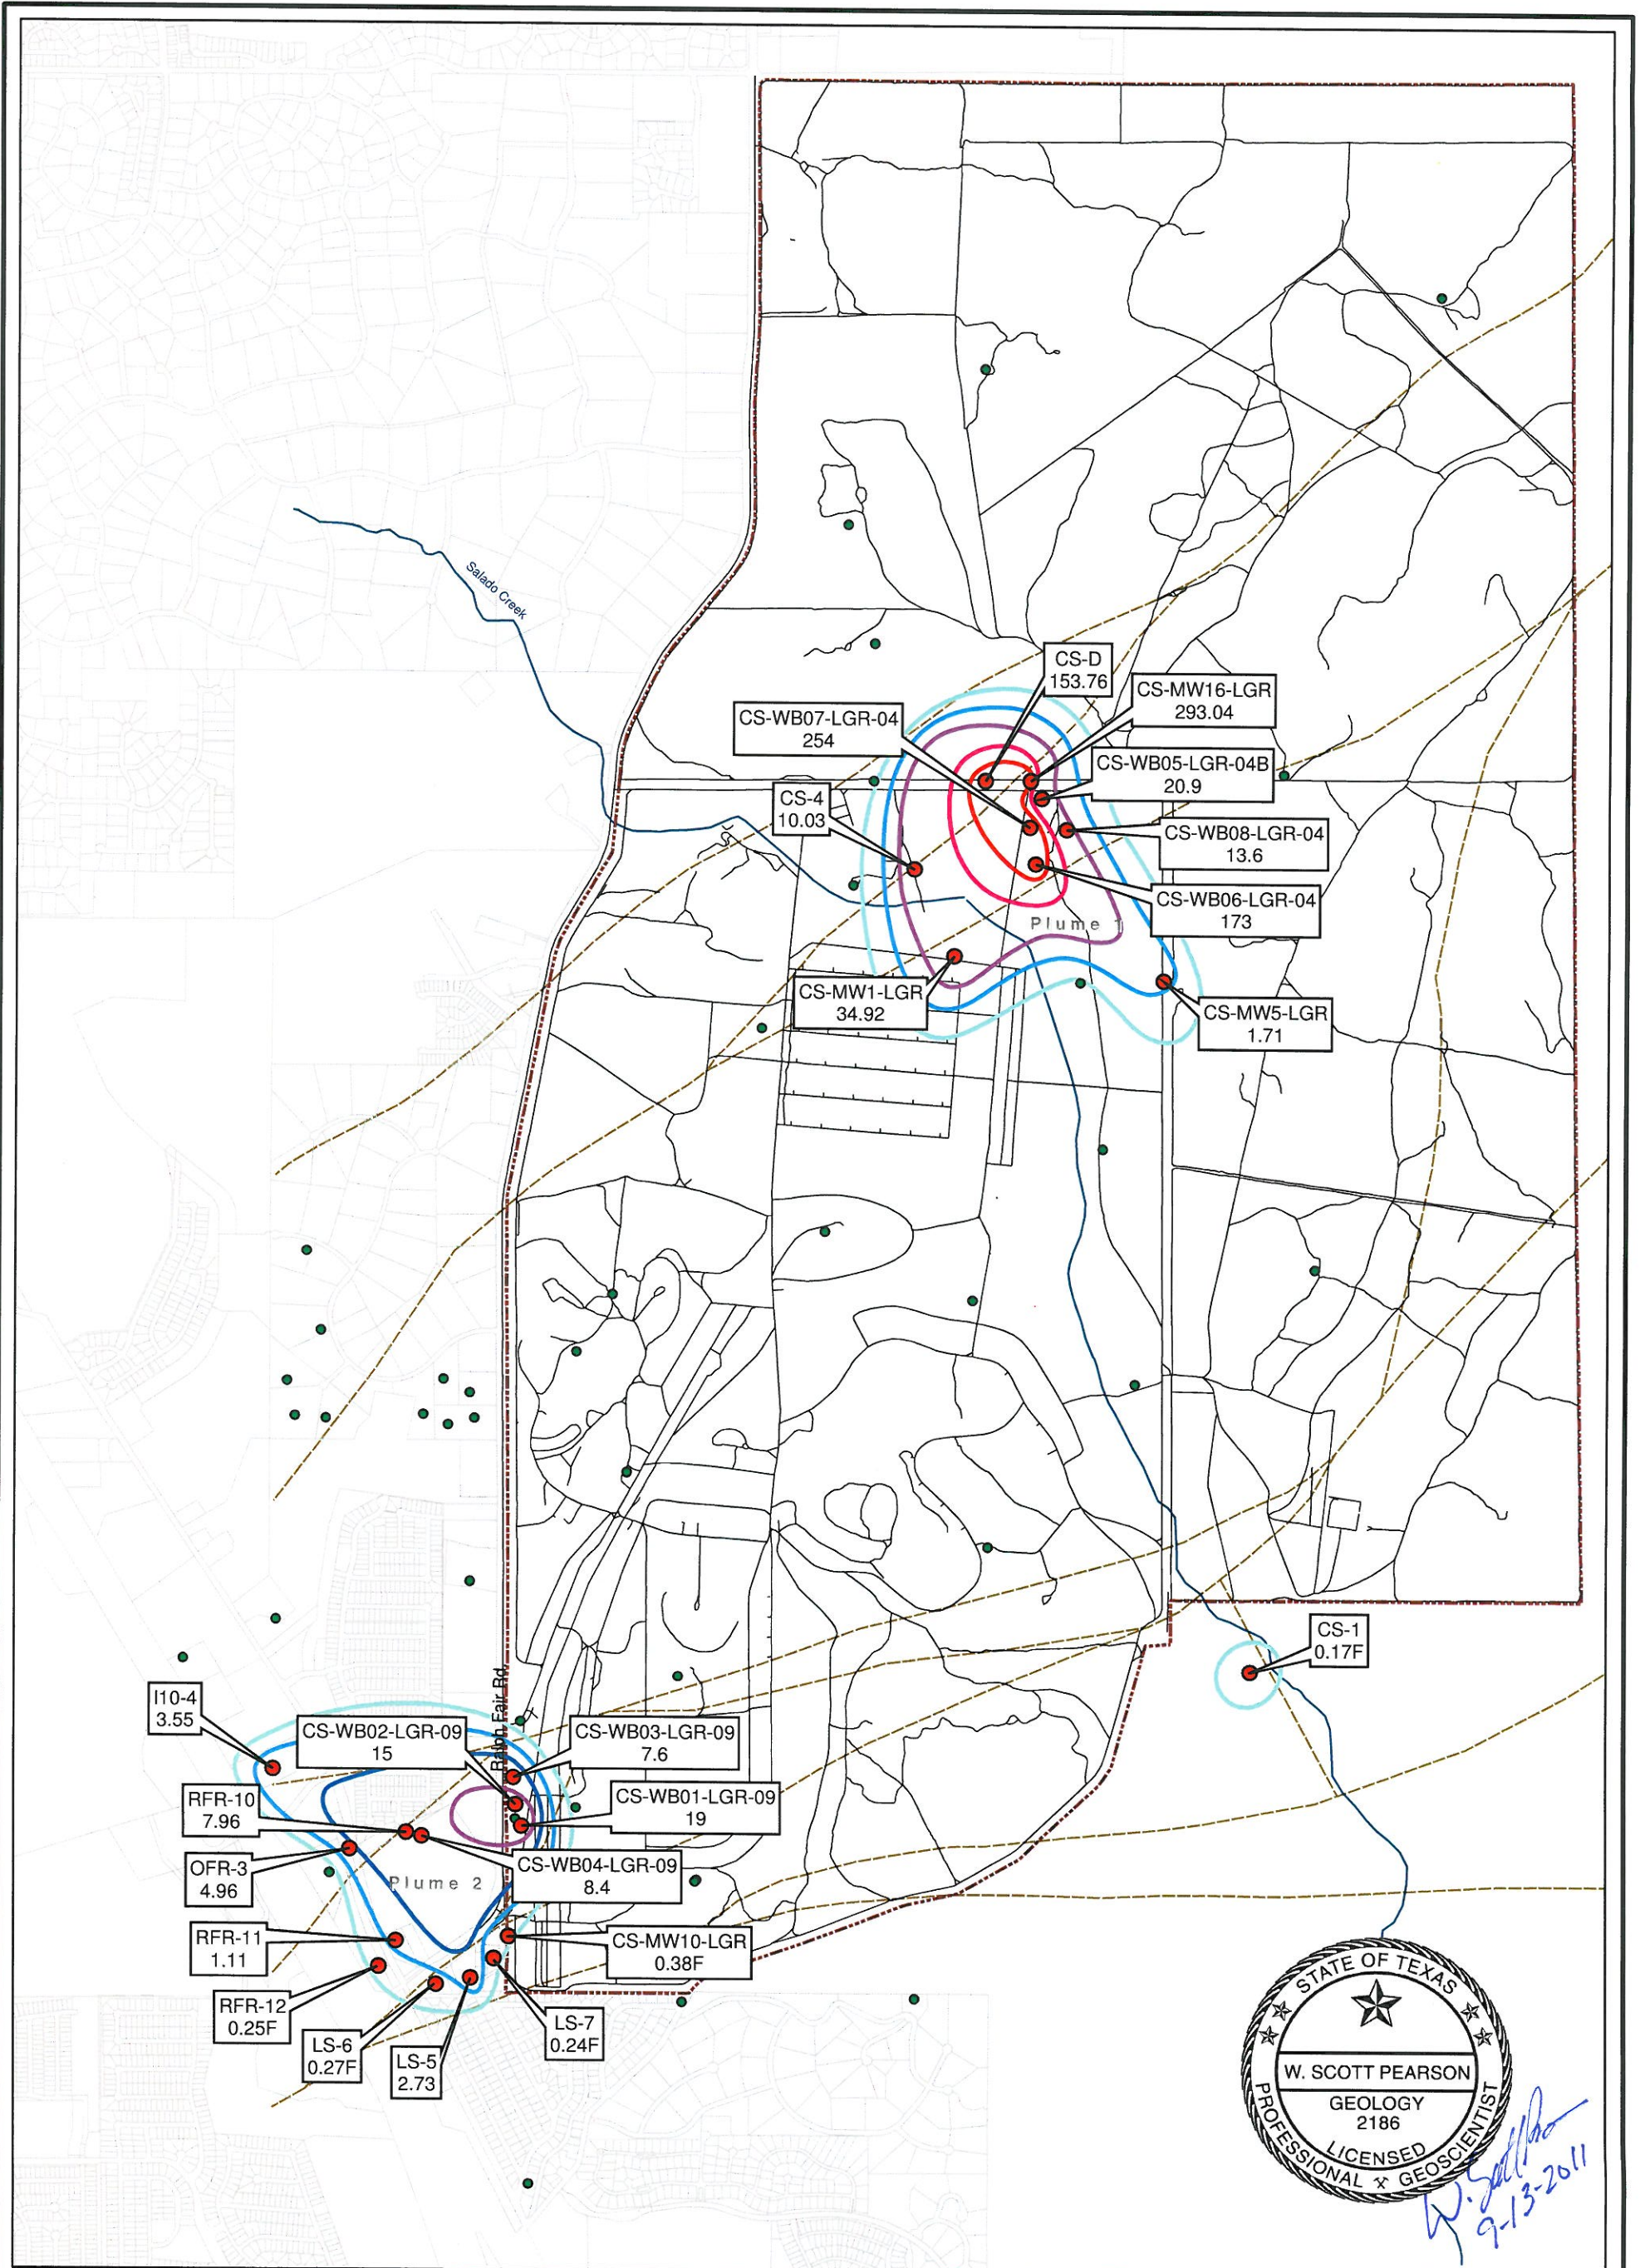 Salado Creek
CS-D
153.76
CS-MW16-LGR
293.04
CS-WB07-LGR-04
254
CS-WB05-LGR-04B
20.9
CS-4
10.03
CS-WB08-LGR-04
13.6
CS-WB06-LGR-04
173
Plume 1
CS-MW1-LGR
34.92
CS-MW5-LGR
1.71
CS-1
0.17F
Ralph Fair Rd
I10-4
3.55
CS-WB02-LGR-09
15
CS-WB03-LGR-09
7.6
RFR-10
7.96
CS-WB01-LGR-09
19
OFR-3
4.96
CS-WB04-LGR-09
8.4
Plume 2
RFR-11
1.11
CS-MW10-LGR
0.38F
RFR-12
0.25F
LS-7
0.24F
LS-6
0.27F
LS-5
2.73
STATE OF TEXAS
W. SCOTT PEARSON
GEOLOGY
2186
LICENSED
PROFESSIONAL GEOSCIENTIST
W. Scott Pearson
9-13-2011